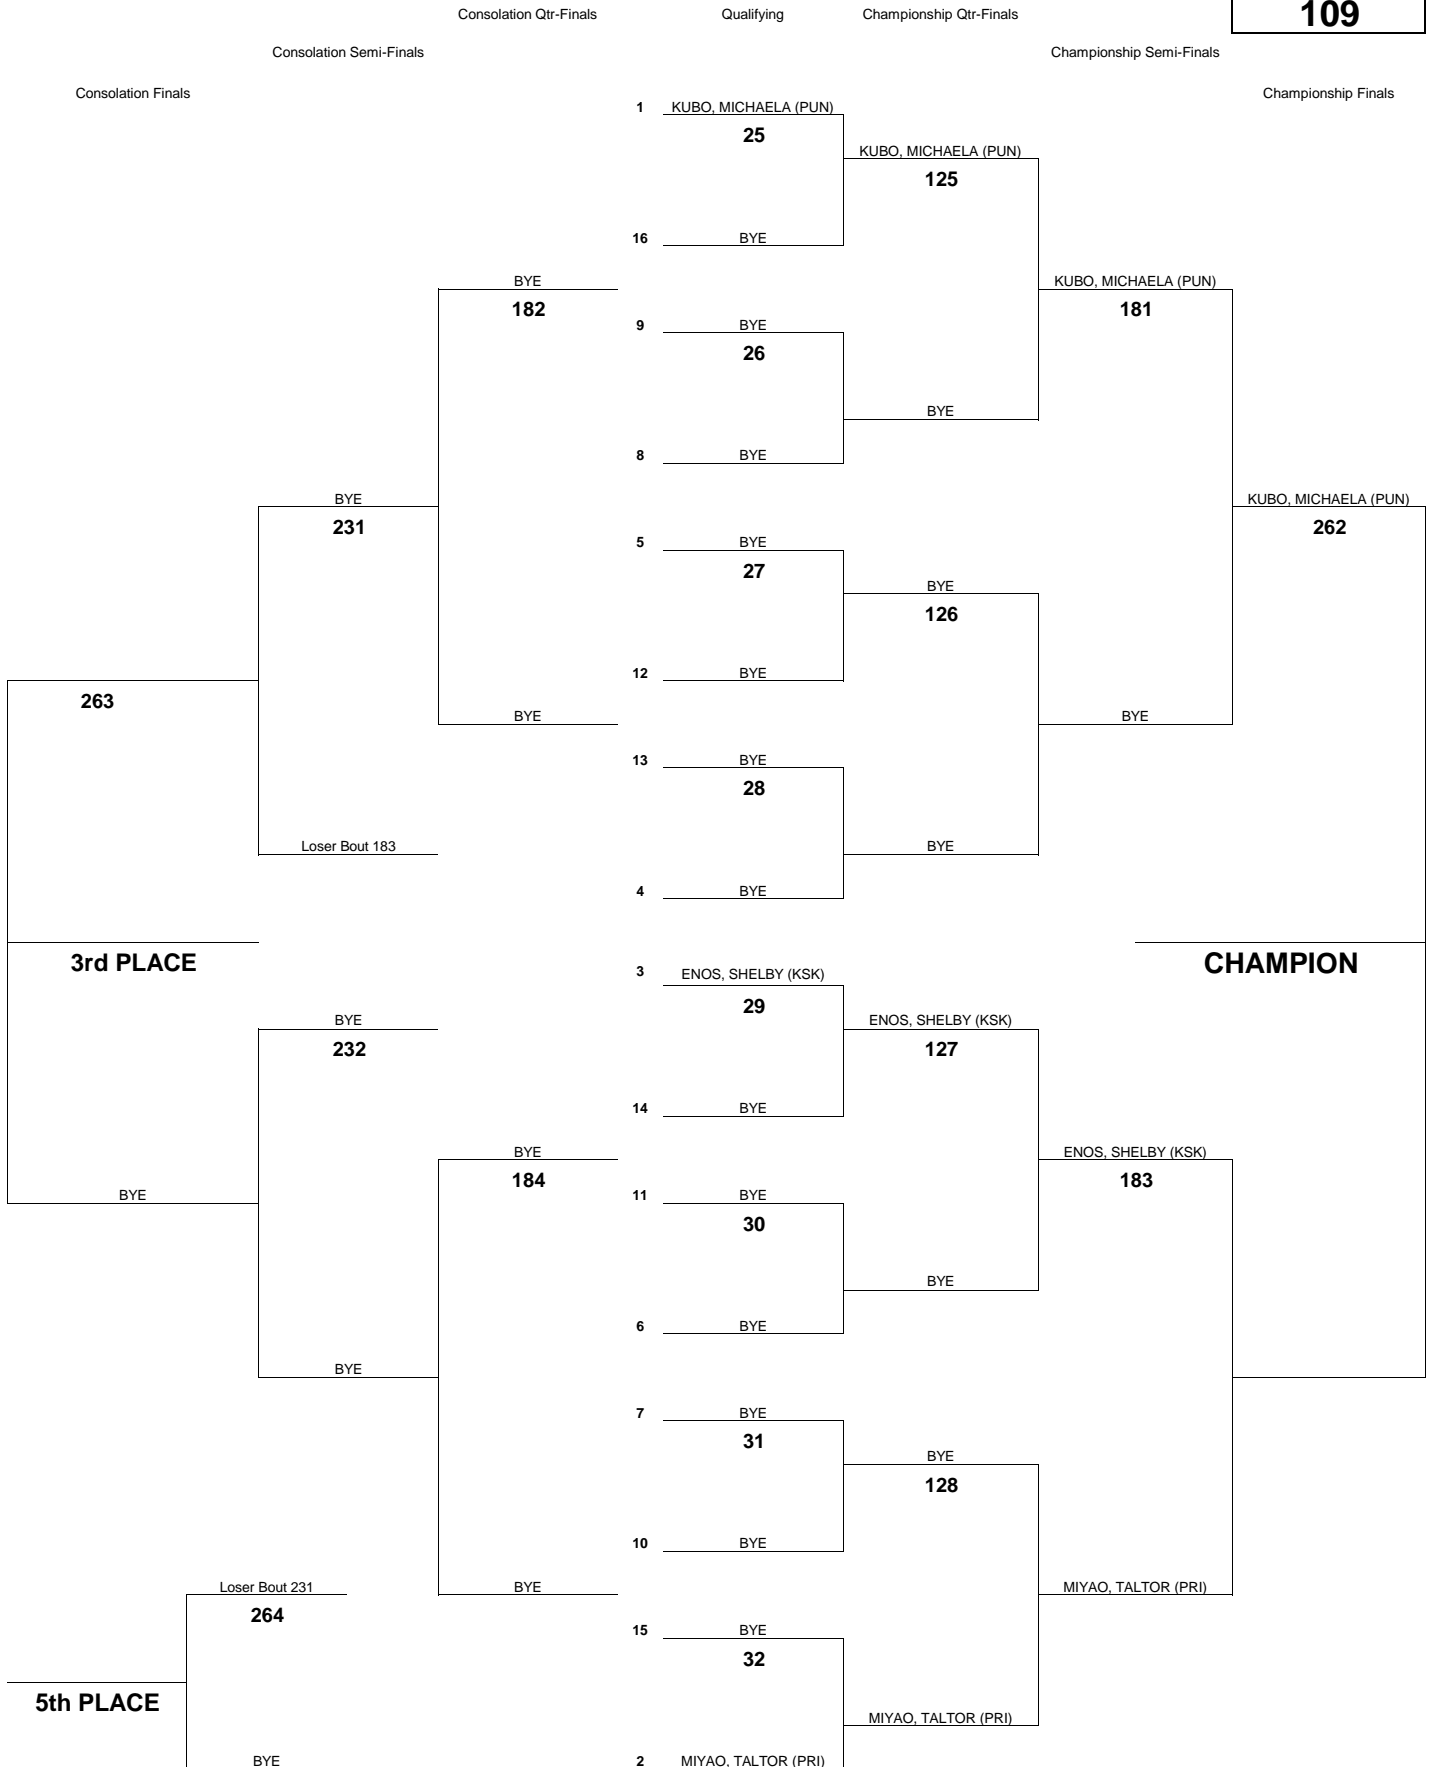 Consolation Qtr-Finals Qualifying Championship Qtr-Finals 109
Consolation Semi-Finals Championship Semi-Finals
Consolation Finals Championship Finals
1 KUBO, MICHAELA (PUN)
25
KUBO, MICHAELA (PUN)
125
16 BYE
BYE KUBO, MICHAELA (PUN)
182 181
9 BYE
26
BYE
8 BYE
BYE KUBO, MICHAELA (PUN)
231 262
5 BYE
27
BYE
126
12 BYE
263
BYE BYE
13 BYE
28
Loser Bout 183 BYE
4 BYE
3rd PLACE CHAMPION
3 ENOS, SHELBY (KSK)
29
BYE ENOS, SHELBY (KSK)
232 127
14 BYE
BYE ENOS, SHELBY (KSK)
184 183
BYE 11 BYE
30
BYE
6 BYE
BYE
7 BYE
31
BYE
128
10 BYE
Loser Bout 231 BYE MIYAO, TALTOR (PRI)
264
15 BYE
32
5th PLACE
MIYAO, TALTOR (PRI)
BYE 2 MIYAO, TALTOR (PRI)